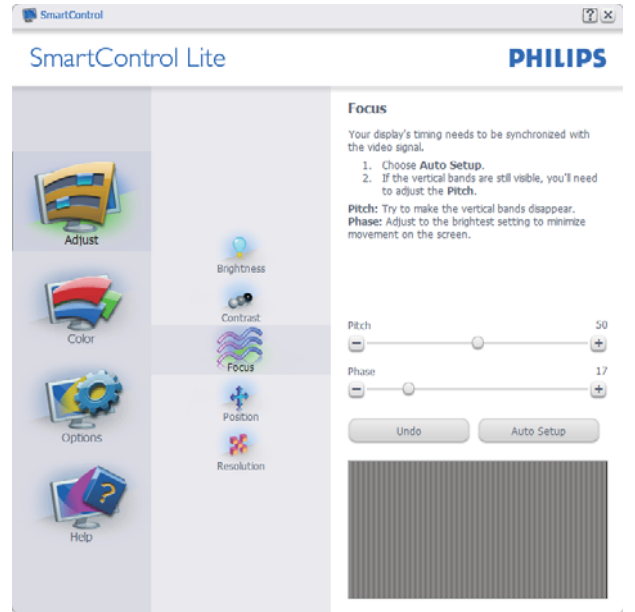 SmartControl
SmartControl Lite
PHILIPS
Adjust
Color
Options
Help
Brightness
Contrast
Focus
Position
Resolution
Focus
Your display's timing needs to be synchronized with
the video signal.
1. Choose Auto Setup.
2. If the vertical bands are still visible, you'll need
to adjust the Pitch.
Pitch: Try to make the vertical bands disappear.
Phase: Adjust to the brightest setting to minimize
movement on the screen.
Pitch 50
Phase 17
Undo Auto Setup